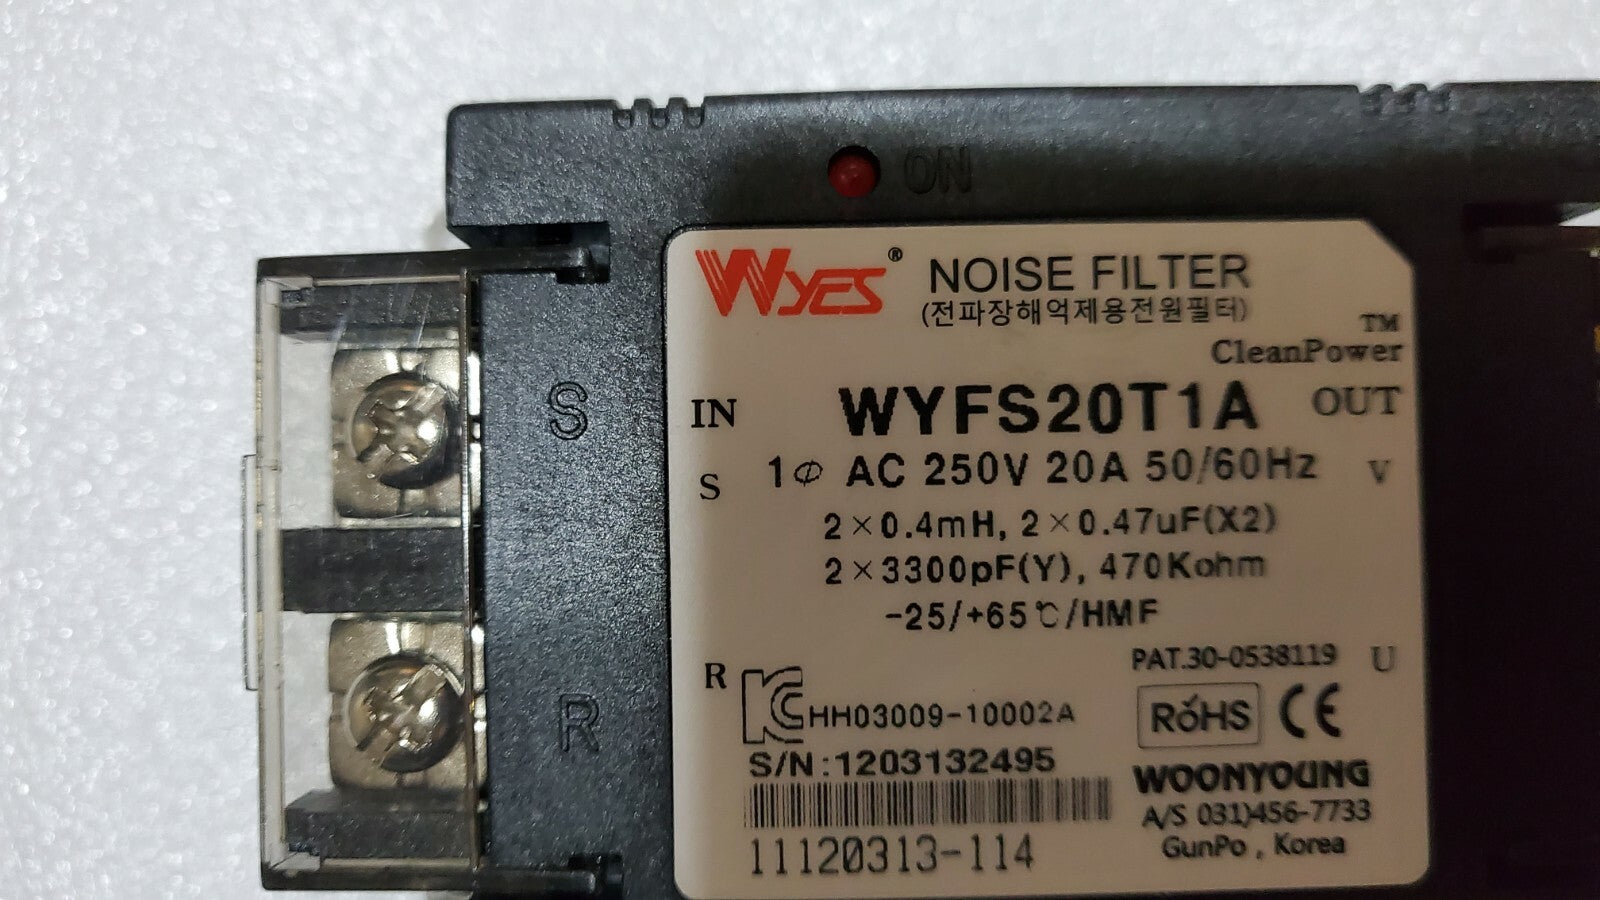 ON
WYES® NOISE FILTER
(전파장해억제용전원필터)
CleanPower™
IN WYFS20T1A OUT
S
S 1Φ AC 250V 20A 50/60Hz V
2×0.4mH, 2×0.47uF(X2)
2×3300pF(Y), 470Kohm
-25/+65℃/HMF
PAT.30-0538119
R
R U
KC HH03009-10002A RoHS CE
S/N:1203132495
WOONYOUNG
A/S 031)456-7733
11120313-114
GunPo , Korea